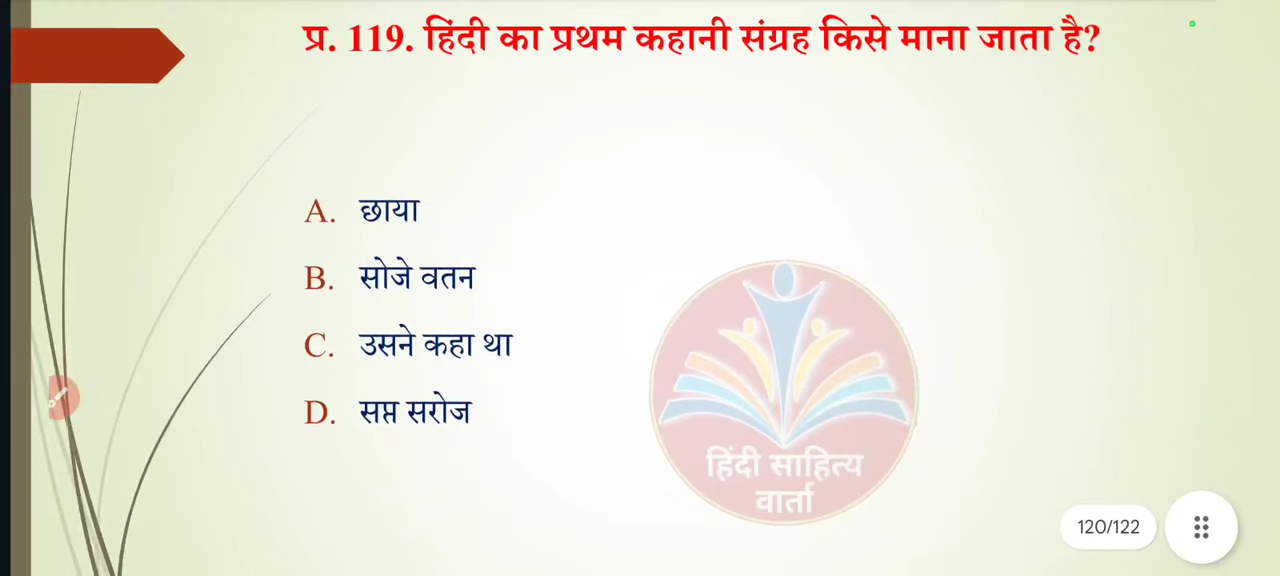 प्र. 119. हिंदी का प्रथम कहानी संग्रह किसे माना जाता है?
A. छाया
B. सोजे वतन
C. उसने कहा था
D. सप्त सरोज
हिंदी साहित्य
वार्ता
120/122